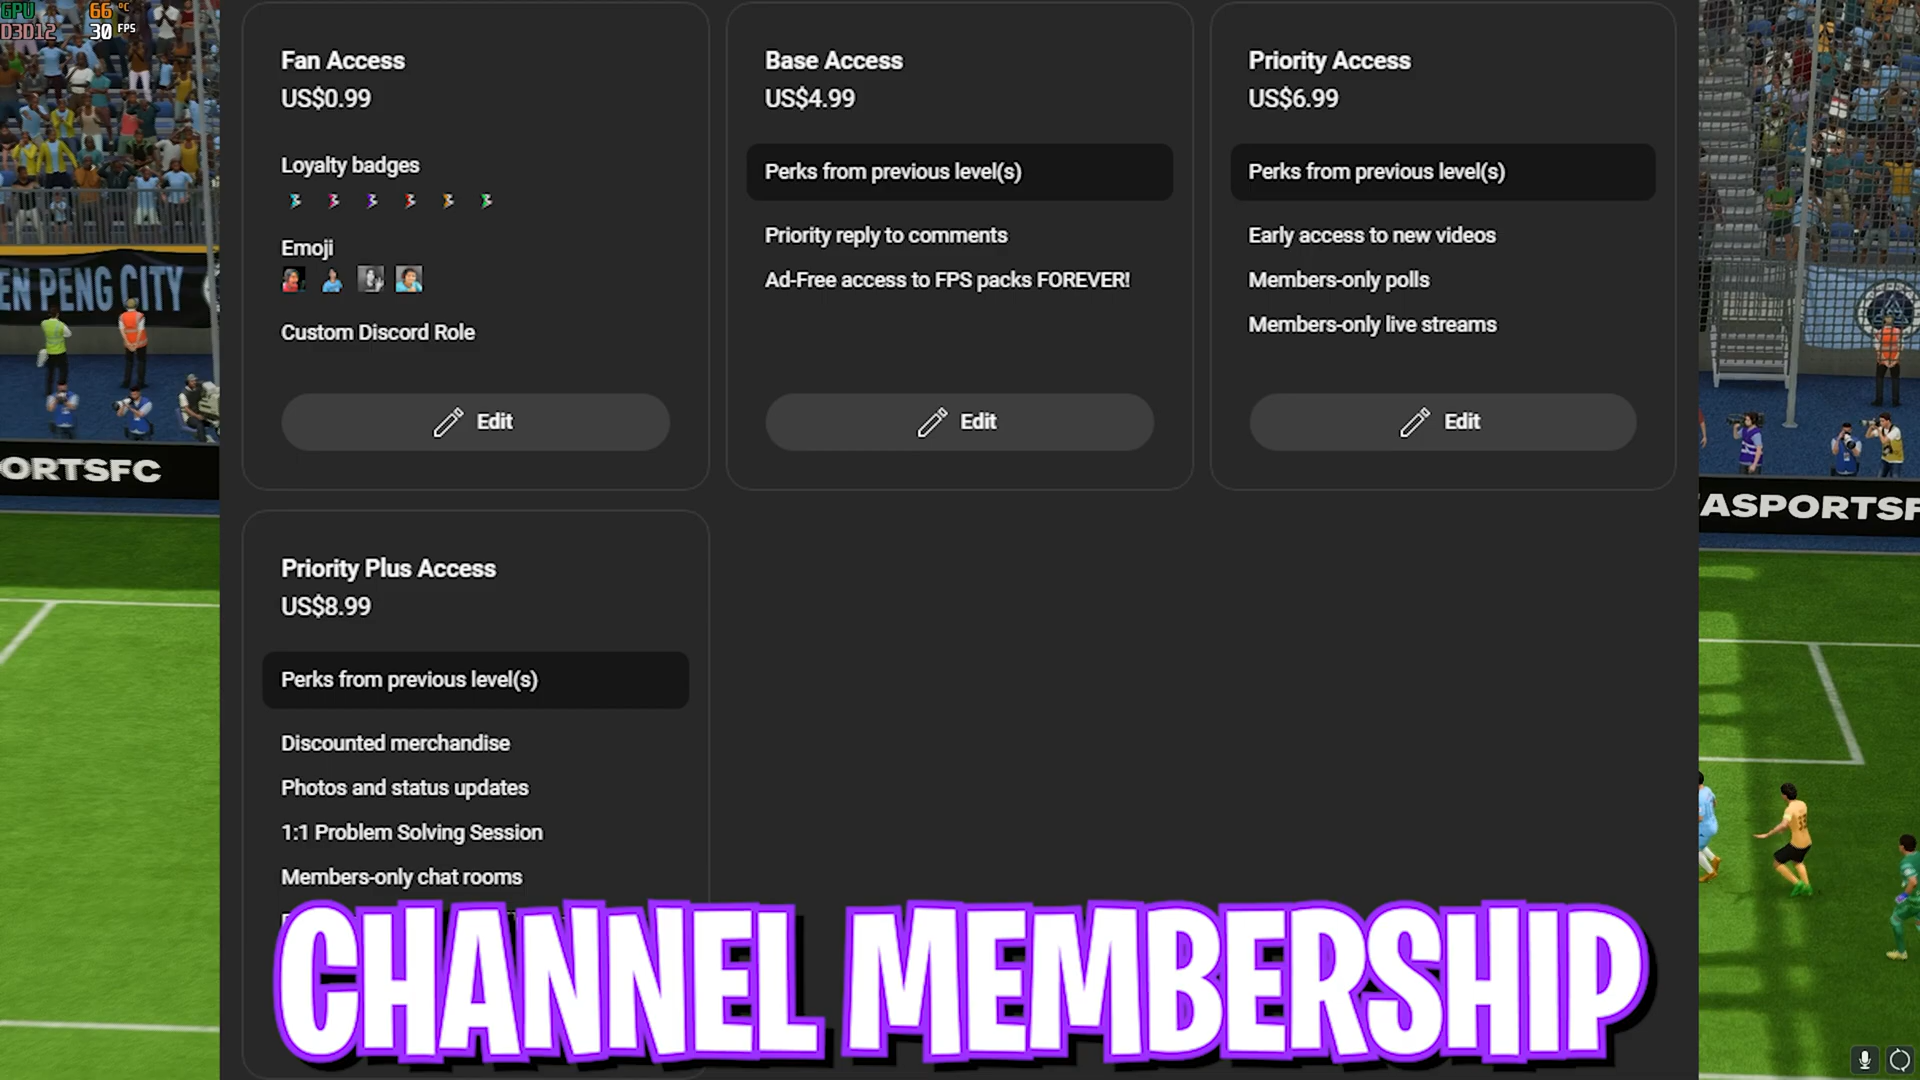 GPU 66 °C
D3D12 30 FPS
Fan Access
US$0.99
Loyalty badges
Emoji
Custom Discord Role
Edit
Base Access
US$4.99
Perks from previous level(s)
Priority reply to comments
Ad-Free access to FPS packs FOREVER!
Edit
Priority Access
US$6.99
Perks from previous level(s)
Early access to new videos
Members-only polls
Members-only live streams
Edit
EN PENG CITY
ORTSFC
EASPORTSF
Priority Plus Access
US$8.99
Perks from previous level(s)
Discounted merchandise
Photos and status updates
1:1 Problem Solving Session
Members-only chat rooms
CHANNEL MEMBERSHIP